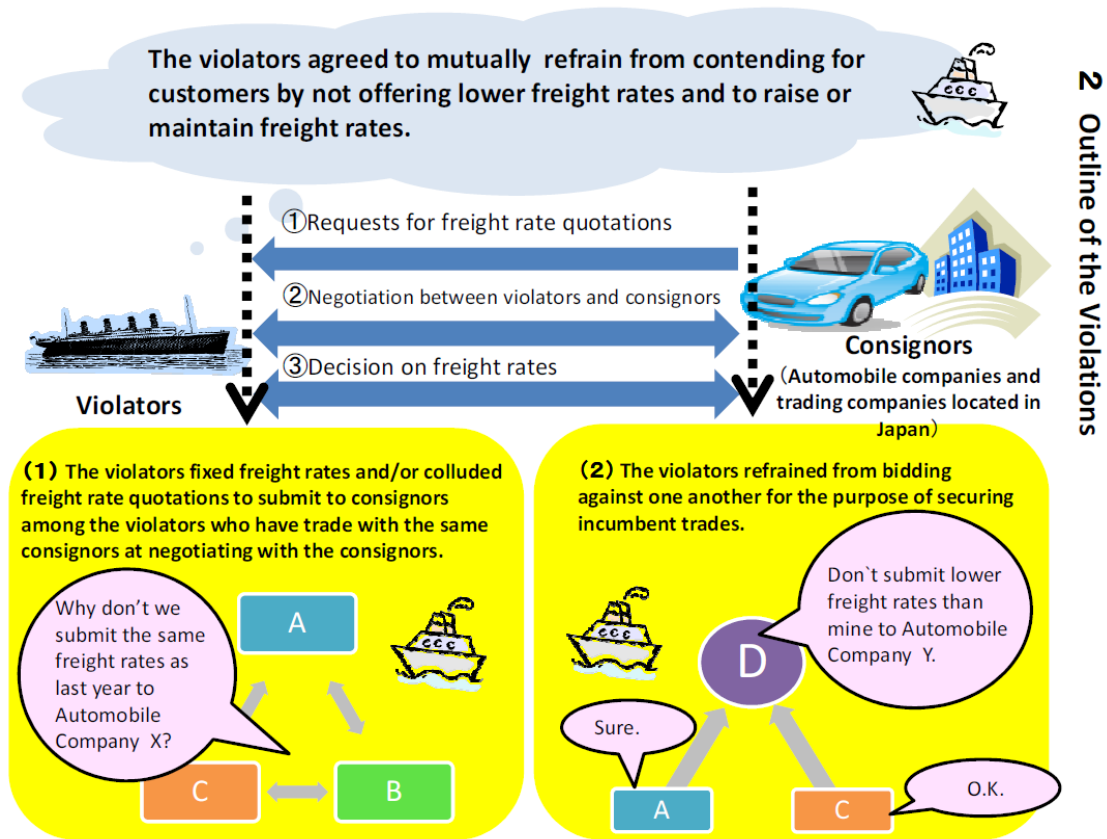 2 Outline of the Violations
The violators agreed to mutually refrain from contending for
customers by not offering lower freight rates and to raise or
maintain freight rates.
①Requests for freight rate quotations
②Negotiation between violators and consignors
③Decision on freight rates
Violators
Consignors
(Automobile companies and
trading companies located in
Japan)
(1) The violators fixed freight rates and/or colluded
freight rate quotations to submit to consignors
among the violators who have trade with the same
consignors at negotiating with the consignors.
Why don’t we
submit the same
freight rates as
last year to
Automobile
Company X?
A
C
B
(2) The violators refrained from bidding
against one another for the purpose of securing
incumbent trades.
Don`t submit lower
freight rates than
mine to Automobile
Company Y.
D
Sure.
A
C
O.K.